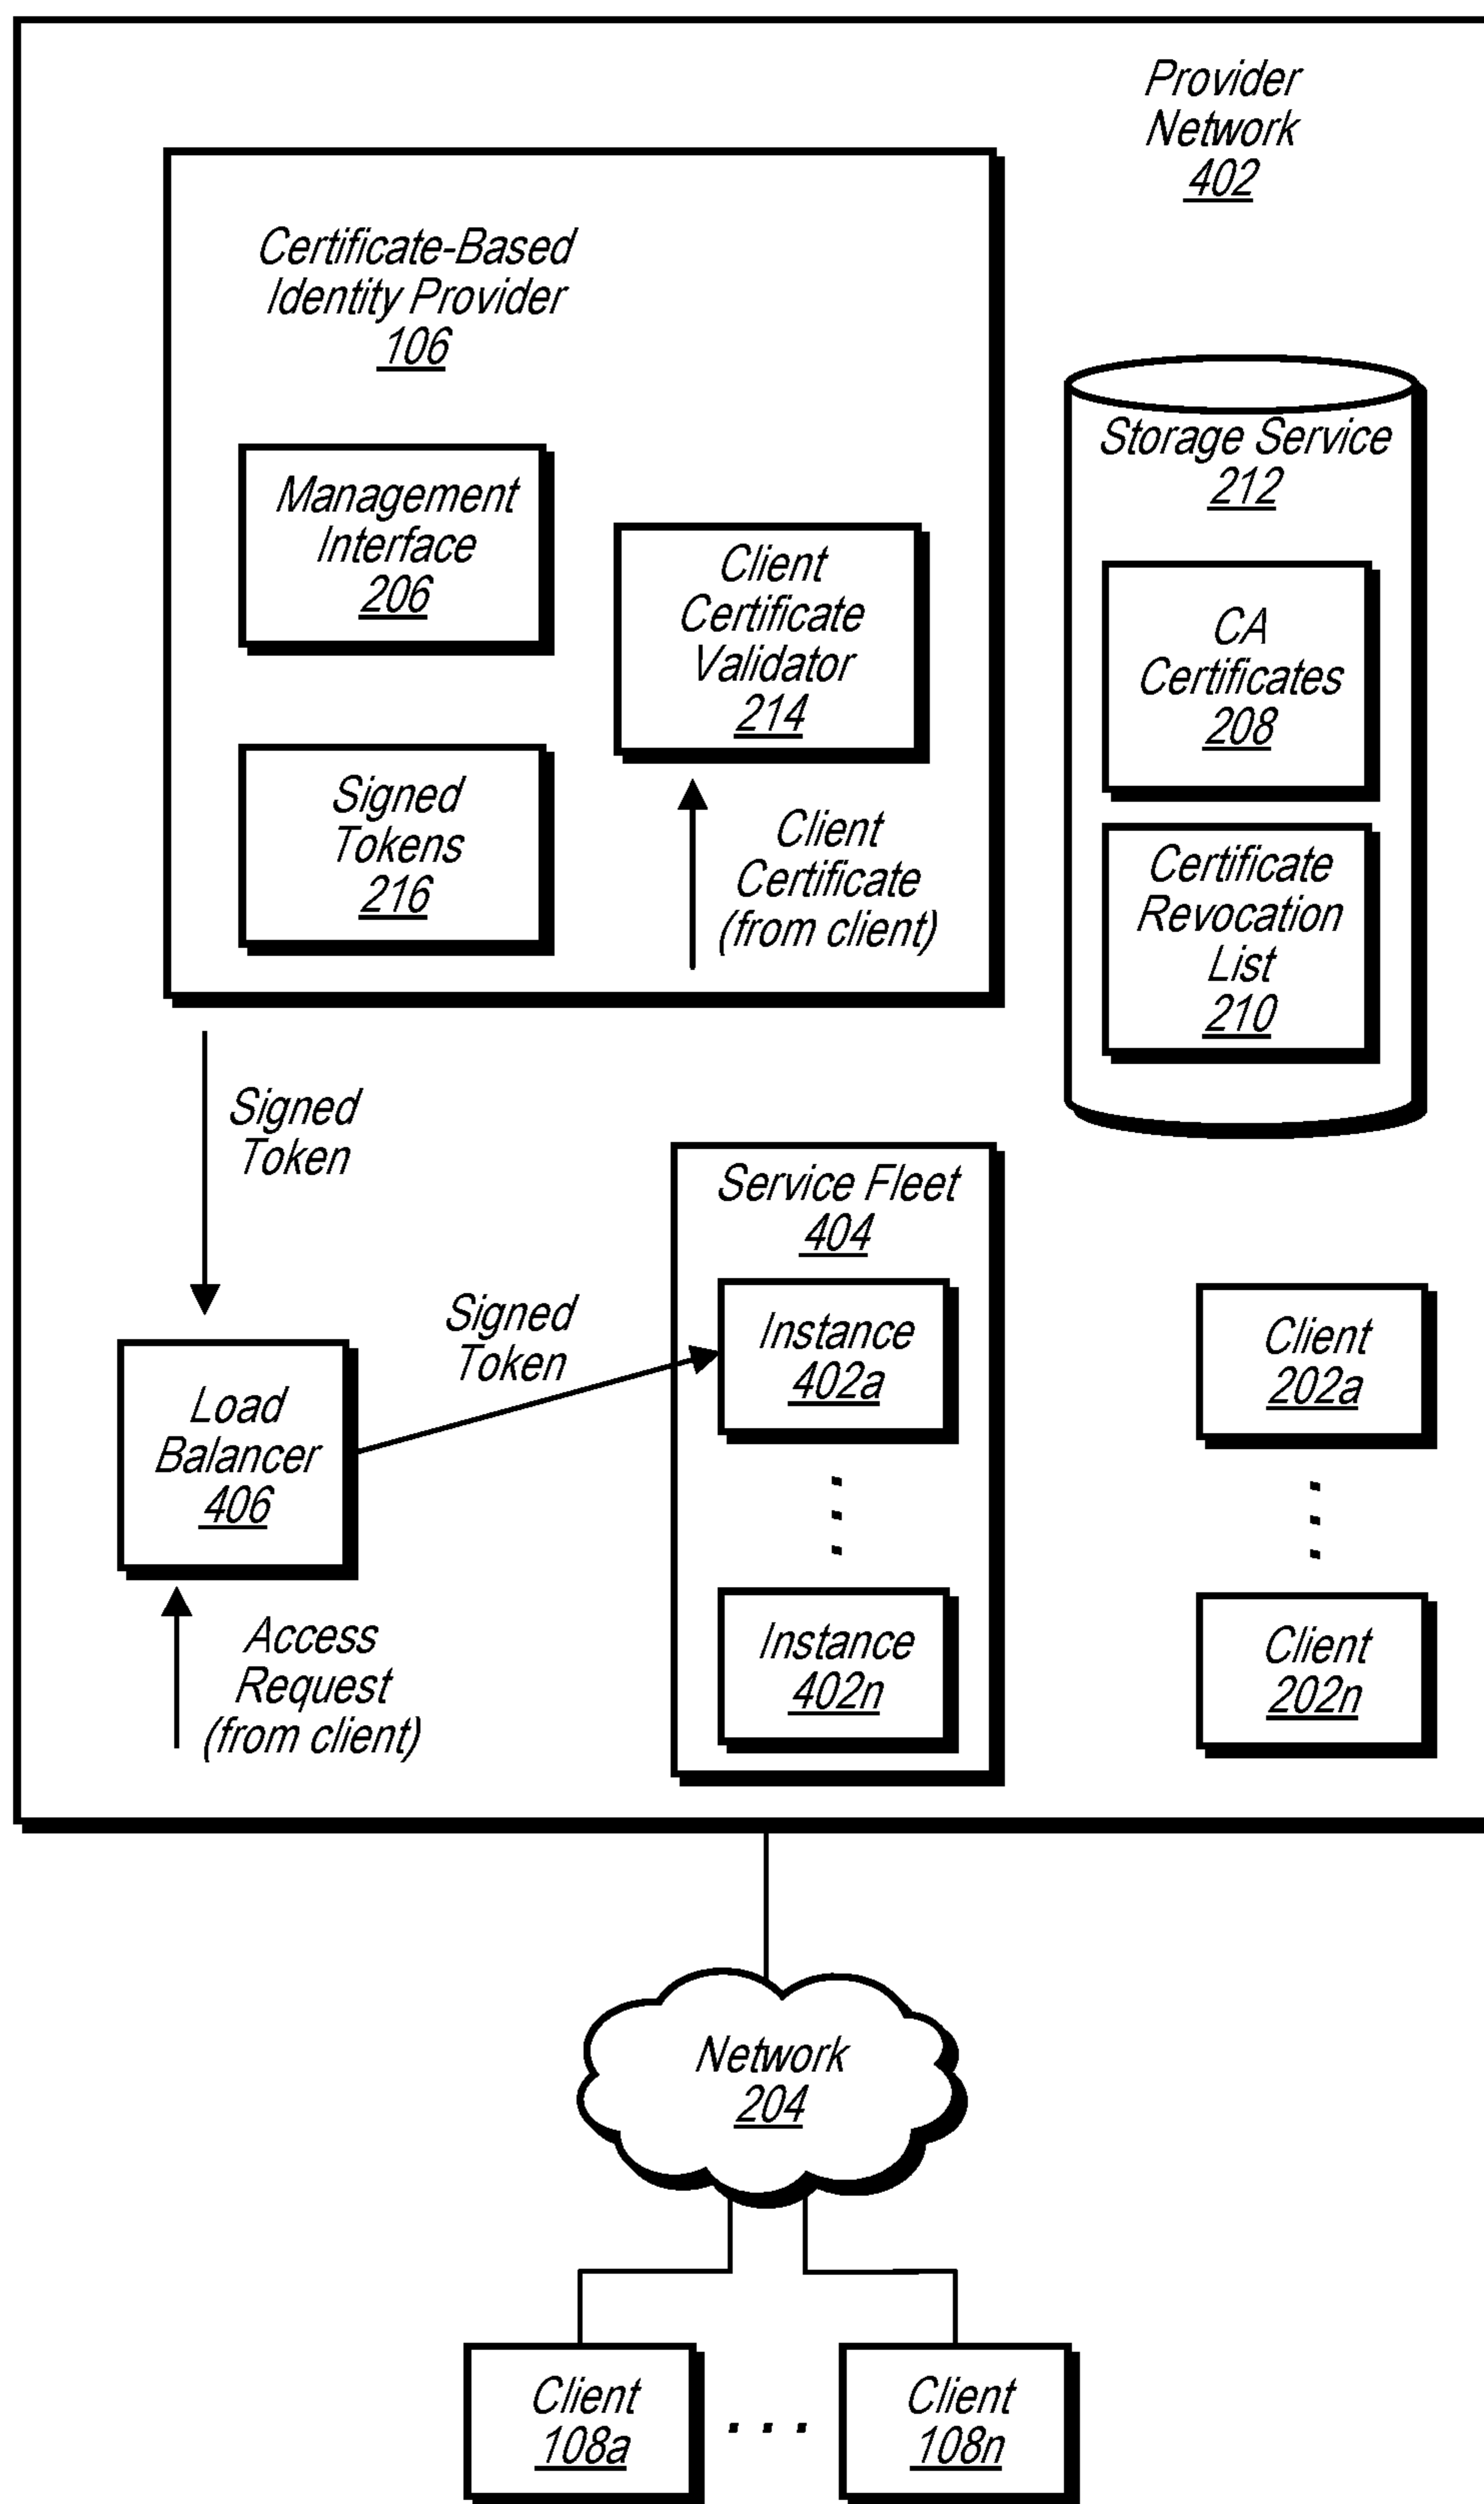 Provider
Network
402
Certificate-Based
Identity Provider
106
Management
Interface
206
Client
Certificate
Validator
214
Signed
Tokens
216
Client
Certificate
(from client)
Storage Service
212
CA
Certificates
208
Certificate
Revocation
List
210
Signed
Token
Signed
Token
Load
Balancer
406
Access
Request
(from client)
Service Fleet
404
Instance
402a
Instance
402n
Client
202a
Client
202n
Network
204
Client
108a
Client
108n